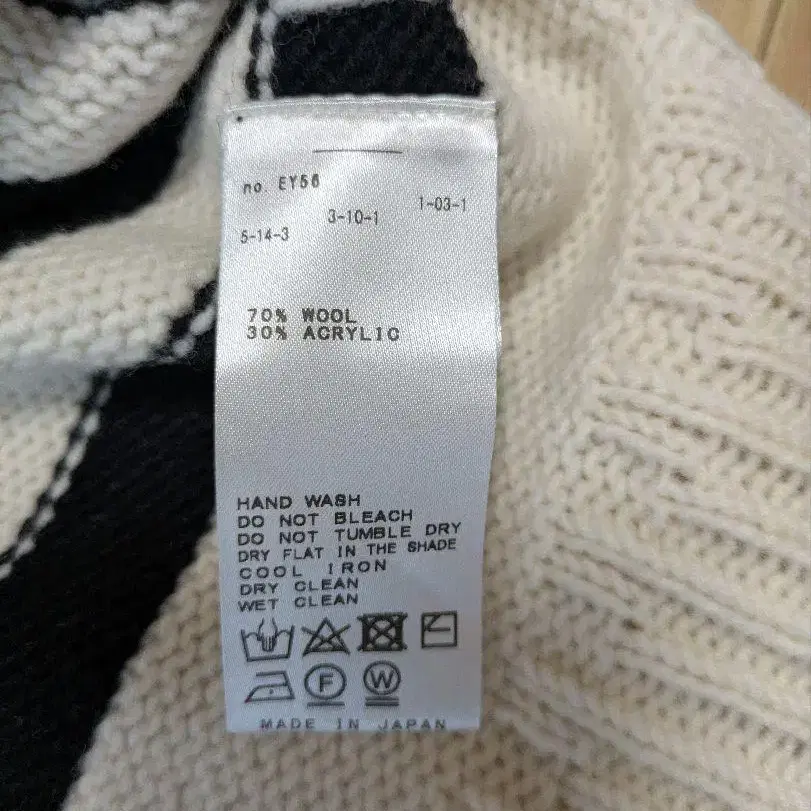 no. EY56
1-03-1
3-10-1
5-14-3
70% WOOL
30% ACRYLIC
HAND WASH
DO NOT BLEACH
DO NOT TUMBLE DRY
DRY FLAT IN THE SHADE
COOL IRON
DRY CLEAN
WET CLEAN
F W
MADE IN JAPAN